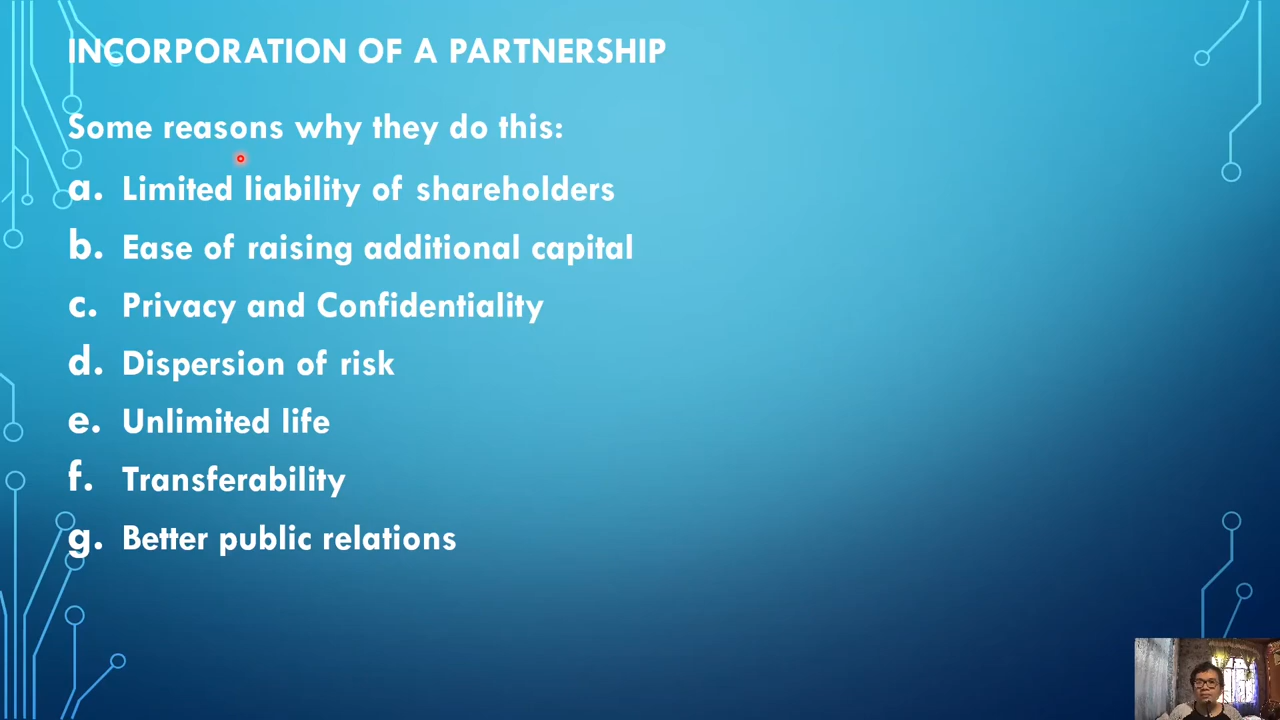 INCORPORATION OF A PARTNERSHIP
Some reasons why they do this:
a. Limited liability of shareholders
b. Ease of raising additional capital
c. Privacy and Confidentiality
d. Dispersion of risk
e. Unlimited life
f. Transferability
g. Better public relations